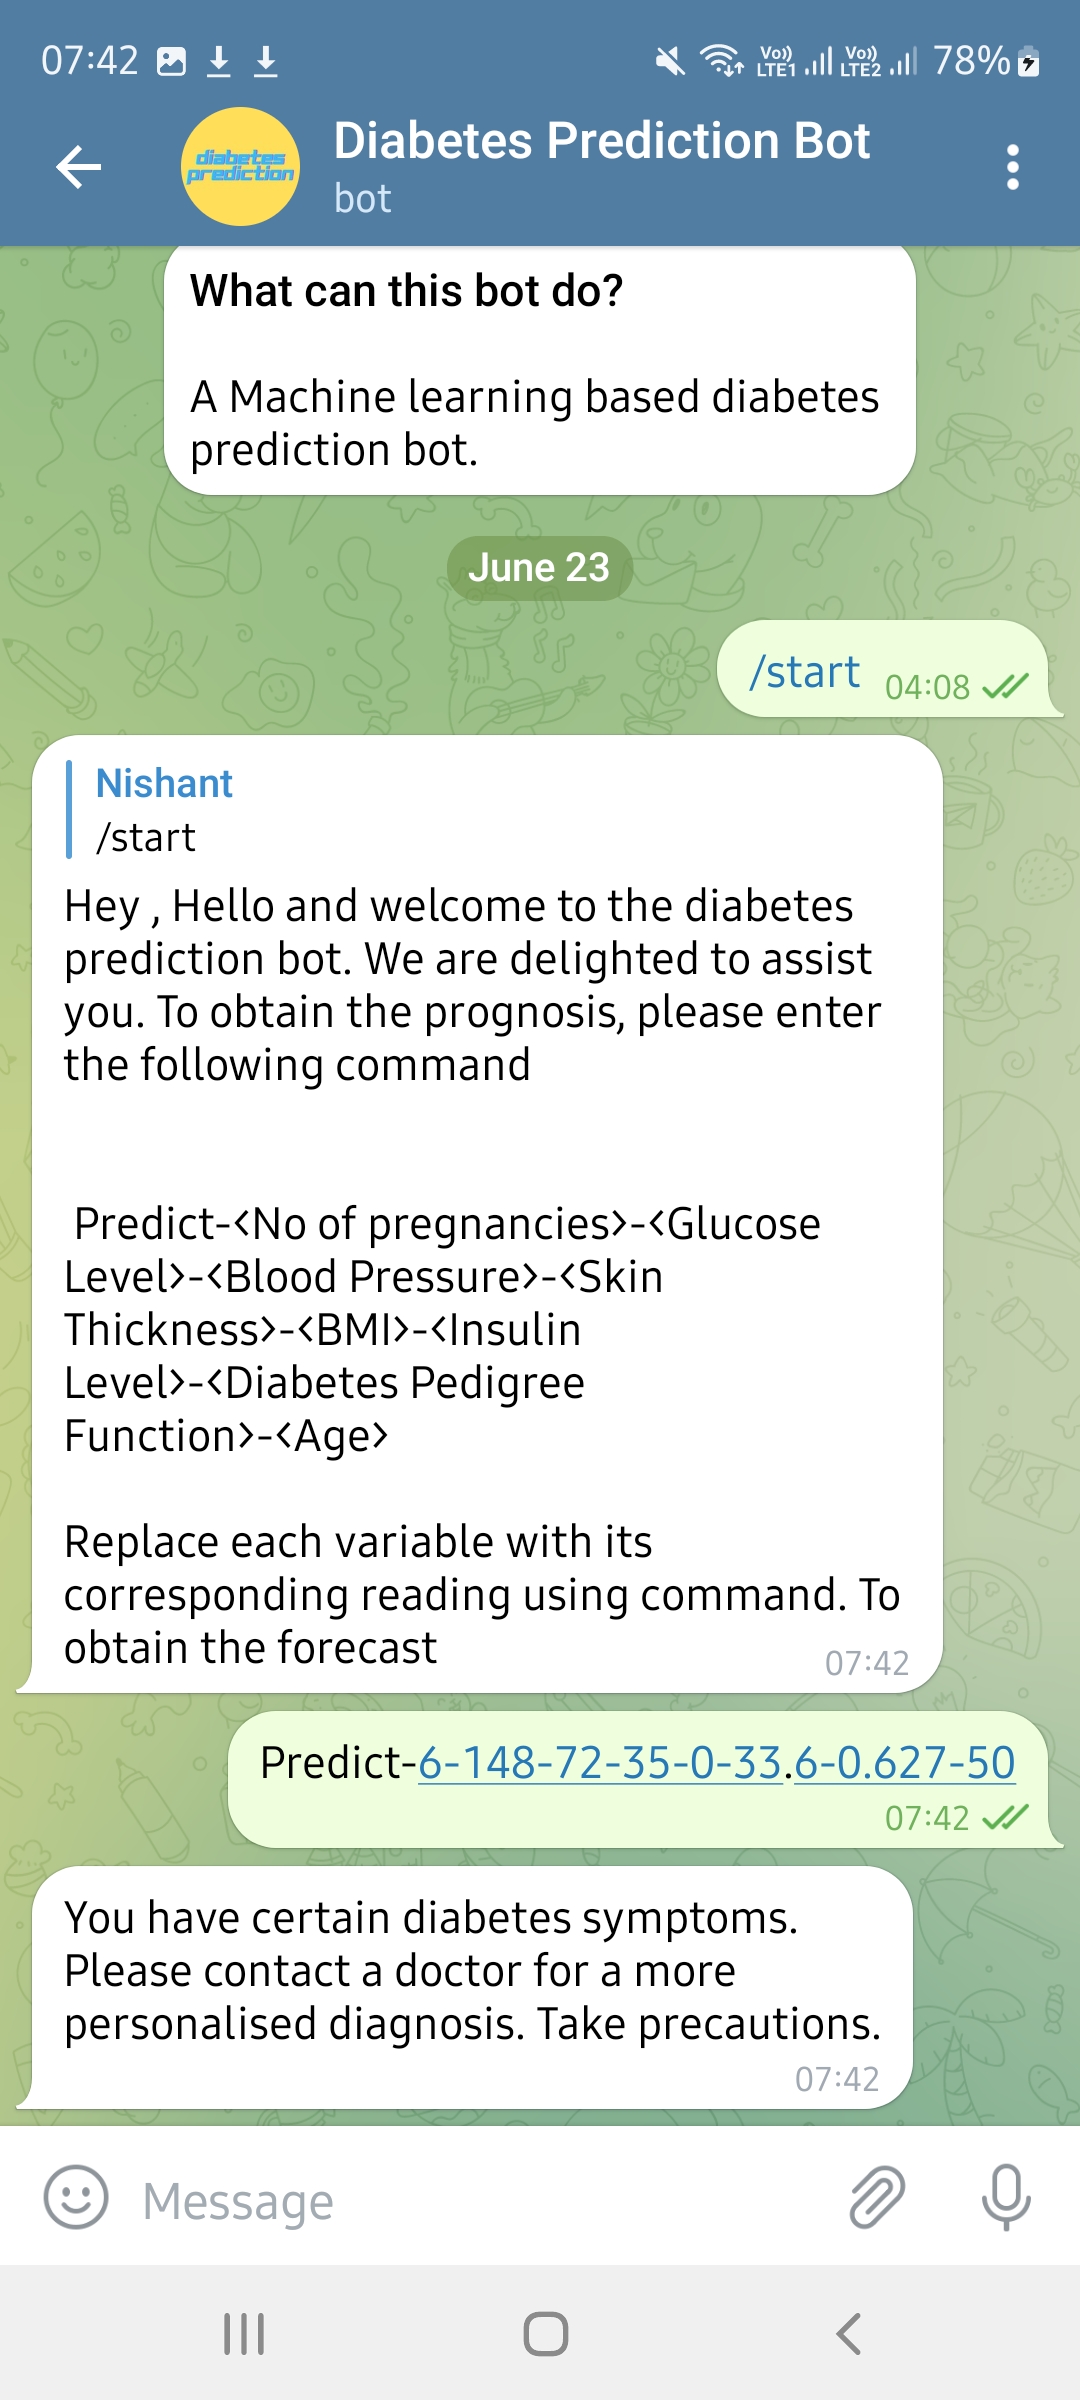 07:42
Vo))
LTE1
Vo))
LTE2
78%
diabetes
prediction
Diabetes Prediction Bot
bot
What can this bot do?
A Machine learning based diabetes
prediction bot.
June 23
/start 04:08
Nishant
/start
Hey , Hello and welcome to the diabetes
prediction bot. We are delighted to assist
you. To obtain the prognosis, please enter
the following command
Predict-<No of pregnancies>-<Glucose
Level>-<Blood Pressure>-<Skin
Thickness>-<BMI>-<Insulin
Level>-<Diabetes Pedigree
Function>-<Age>
Replace each variable with its
corresponding reading using command. To
obtain the forecast
07:42
Predict-6-148-72-35-0-33.6-0.627-50
07:42
You have certain diabetes symptoms.
Please contact a doctor for a more
personalised diagnosis. Take precautions.
07:42
Message